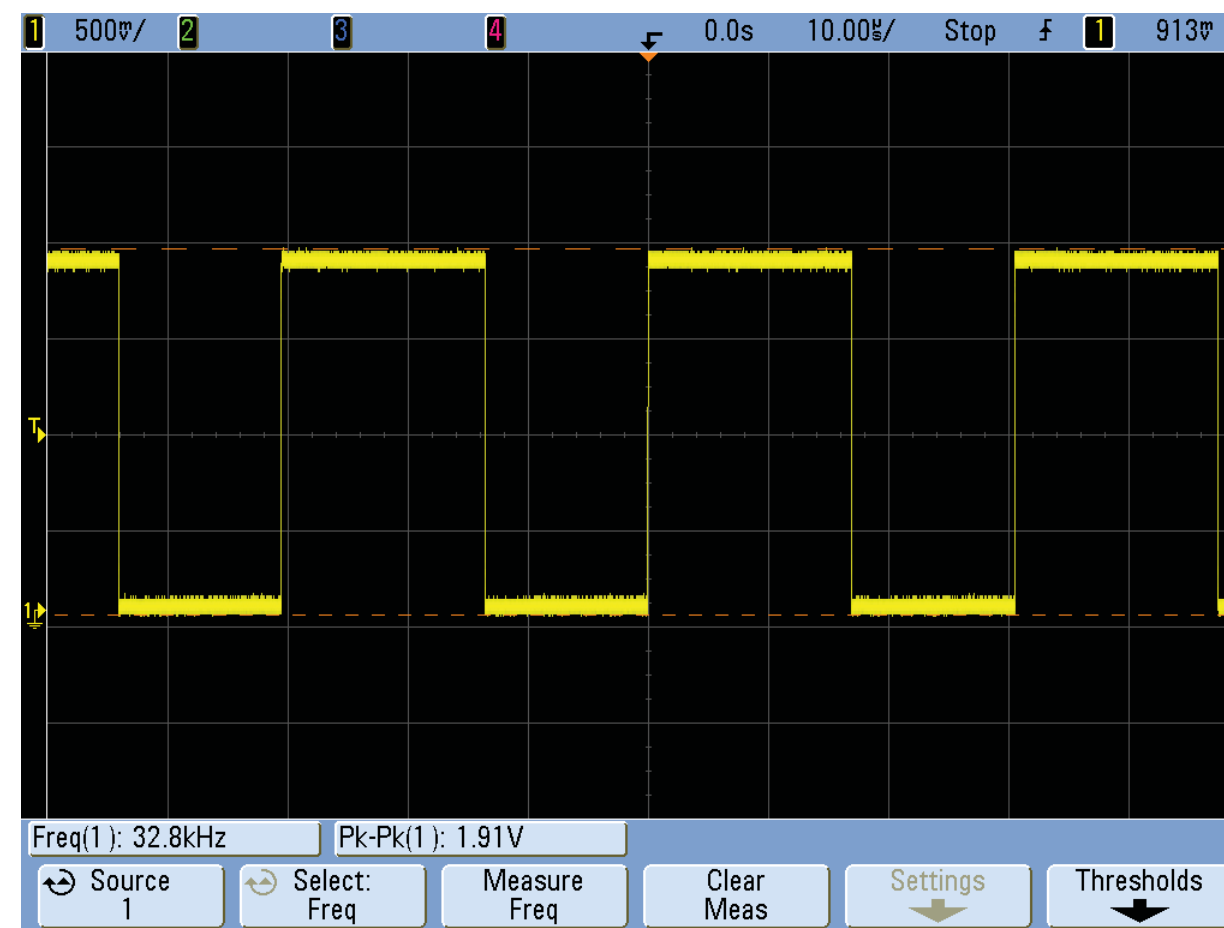 1 500mV/ 2 3 4 0.0s 10.00us/ Stop 1 913mV
T
1
Freq(1): 32.8kHz Pk-Pk(1): 1.91V
Source Select: Measure Clear Settings Thresholds
1 Freq Freq Meas